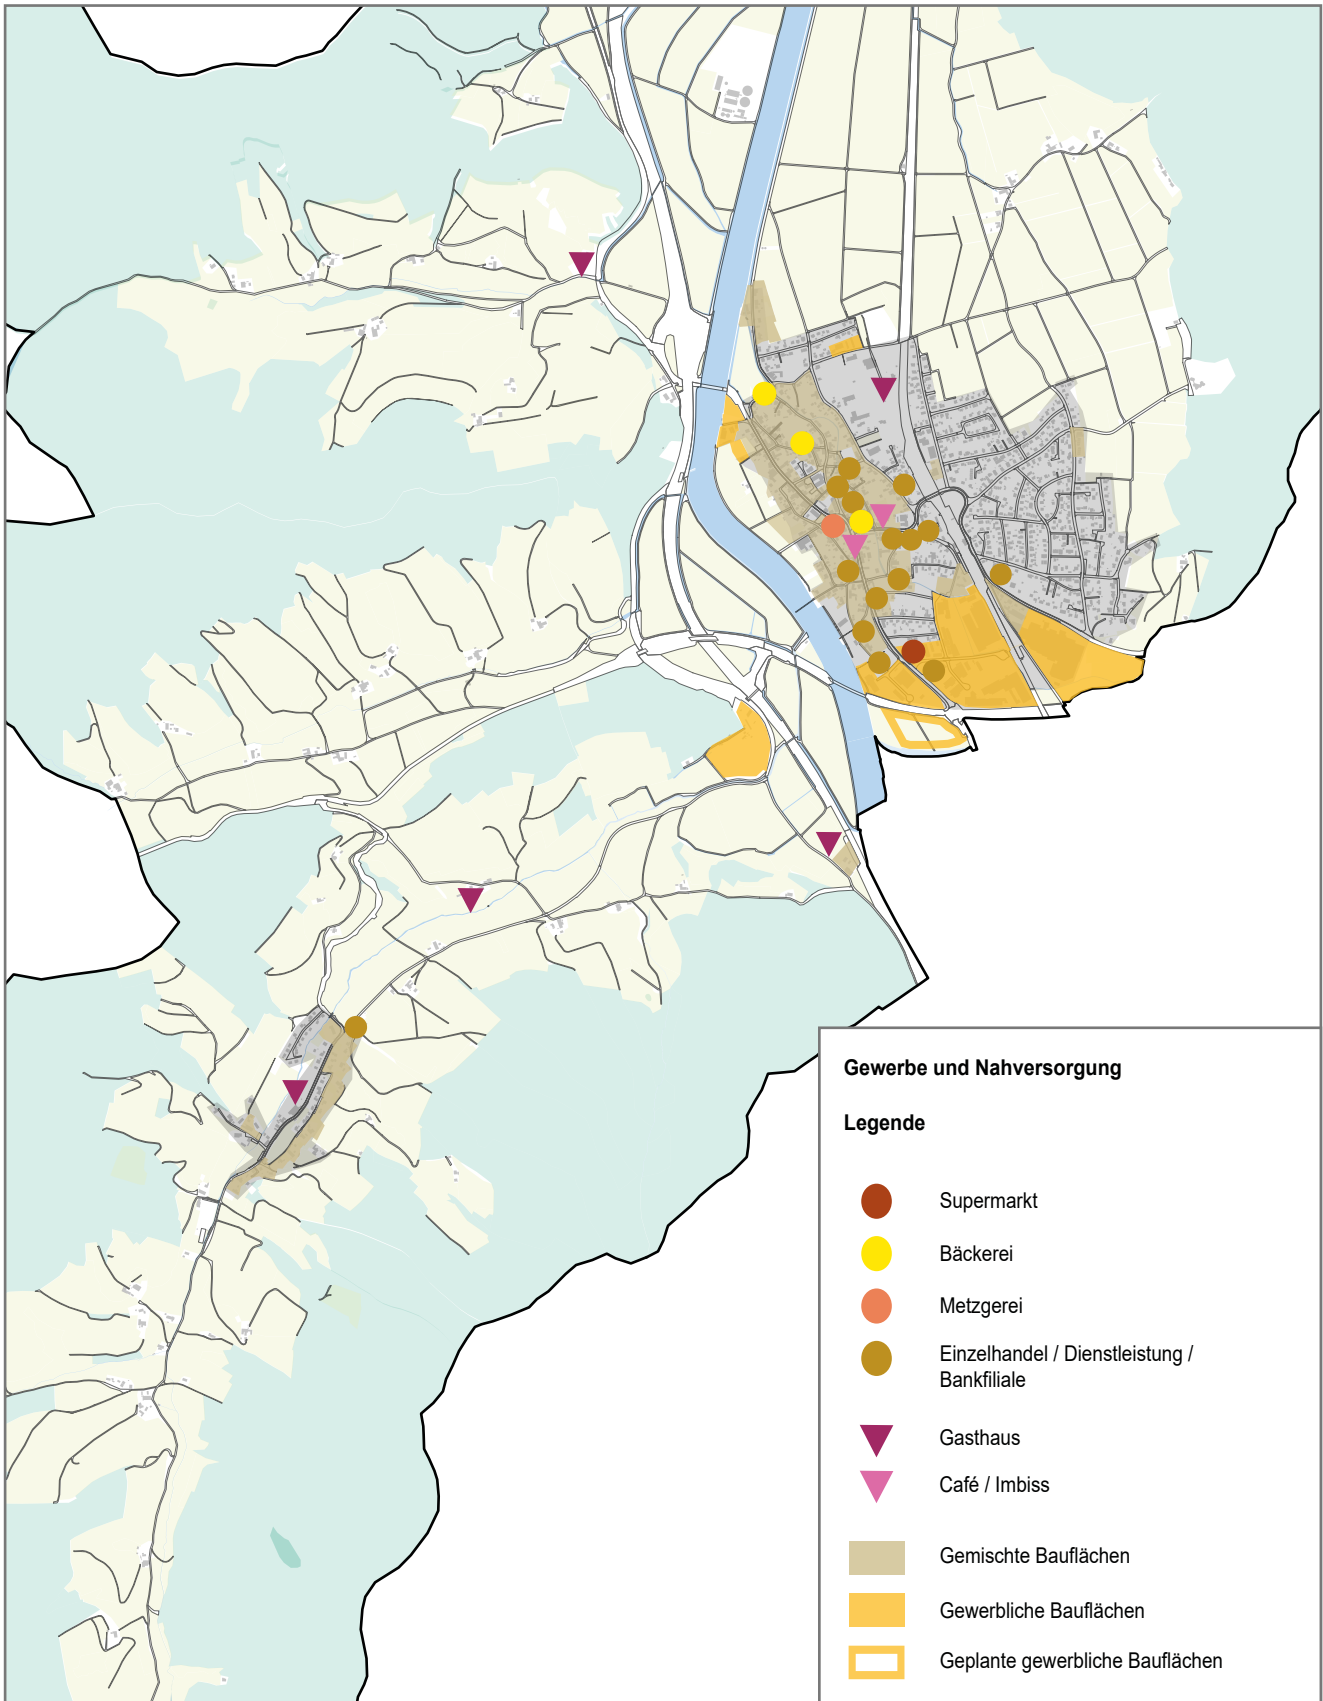 Gewerbe und Nahversorgung
Legende
Supermarkt
Bäckerei
Metzgerei
Einzelhandel / Dienstleistung /
Bankfiliale
Gasthaus
Café / Imbiss
Gemischte Bauflächen
Gewerbliche Bauflächen
Geplante gewerbliche Bauflächen